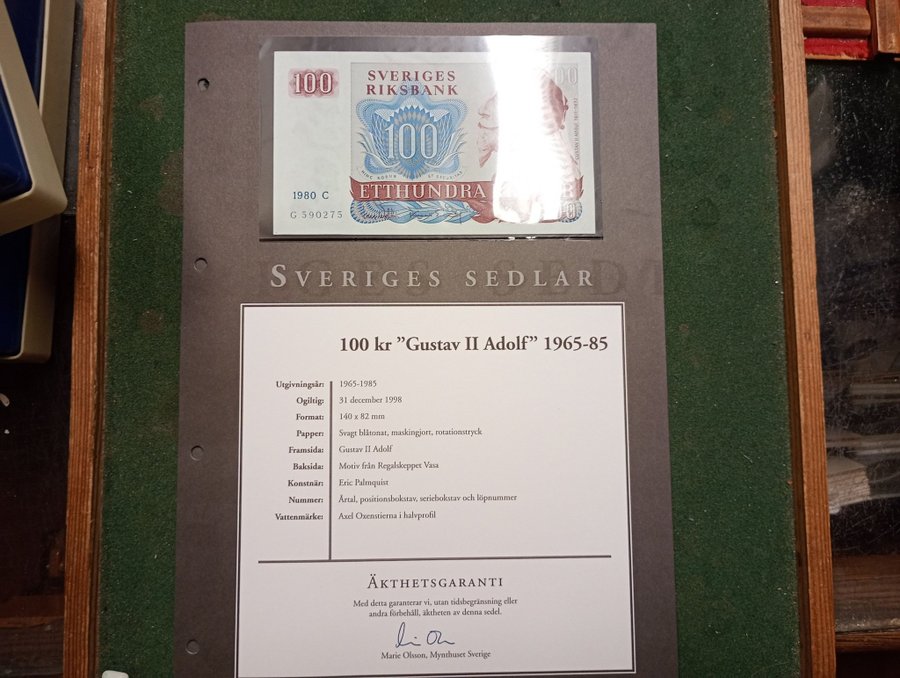 100
SVERIGES
RIKSBANK
100
ETTHUNDRA
1980 C
G 590275
SVERIGES SEDLAR
100 kr ”Gustav II Adolf” 1965-85
Utgivningsår: 1965-1985
Ogiltig: 31 december 1998
Format: 140 x 82 mm
Papper: Svagt blåtonat, maskingjort, rotationstryck
Framsida: Gustav II Adolf
Baksida: Motiv från Regalskeppet Vasa
Konstnär: Eric Palmquist
Nummer: Årtal, positionsbokstav, seriebokstav och löpnummer
Vattenmärke: Axel Oxenstierna i halvprofil
ÄKTHETSGARANTI
Med detta garanterar vi, utan tidsbegränsning eller
andra förbehåll, äktheten av denna sedel.
Marie Olsson, Mynthuset Sverige